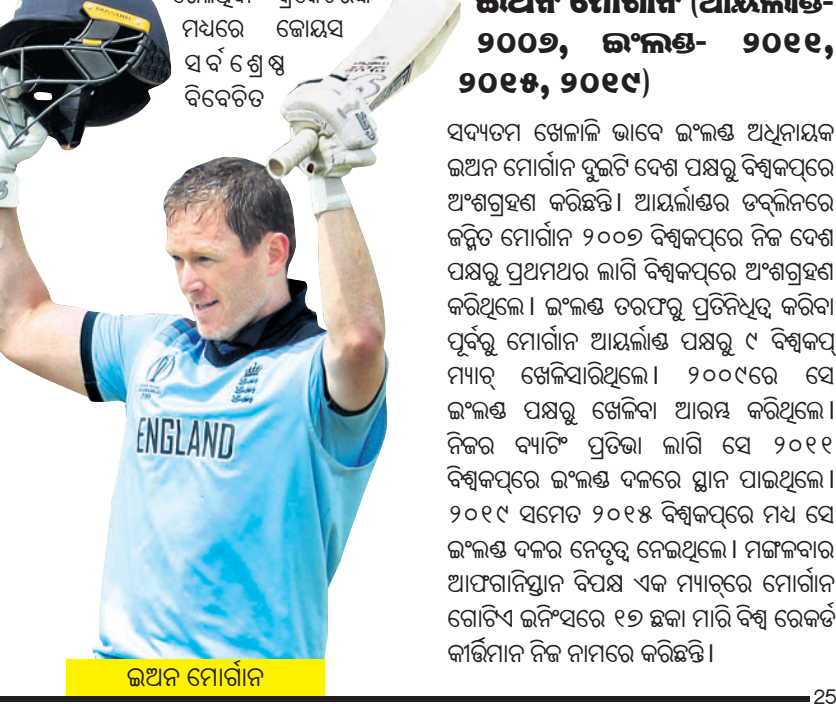 ମଧ୍ୟରେ ଜୋୟସ
ସର୍ବଶ୍ରେଷ୍ଠ
ବିବେଚିତ
ENGLAND
ଇଅନ ମୋର୍ଗାନ
ଇଅନ ମୋର୍ଗାନ (ଆୟର୍ଲାଣ୍ଡ-
୨୦୦୭, ଇଂଲଣ୍ଡ- ୨୦୧୧,
୨୦୧୫, ୨୦୧୯)
ସଦ୍ୟତମ ଖେଳାଳି ଭାବେ ଇଂଲଣ୍ଡ ଅଧିନାୟକ
ଇଅନ ମୋର୍ଗାନ ଦୁଇଟି ଦେଶ ପକ୍ଷରୁ ବିଶ୍ୱକପ୍‌ରେ
ଅଂଶଗ୍ରହଣ କରିଛନ୍ତି। ଆୟର୍ଲାଣ୍ଡର ଡବ୍‌ଲିନରେ
ଜନ୍ମିତ ମୋର୍ଗାନ ୨୦୦୭ ବିଶ୍ୱକପ୍‌ରେ ନିଜ ଦେଶ
ପକ୍ଷରୁ ପ୍ରଥମଥର ଲାଗି ବିଶ୍ୱକପ୍‌ରେ ଅଂଶଗ୍ରହଣ
କରିଥିଲେ। ଇଂଲଣ୍ଡ ତରଫରୁ ପ୍ରତିନିଧିତ୍ୱ କରିବା
ପୂର୍ବରୁ ମୋର୍ଗାନ ଆୟର୍ଲାଣ୍ଡ ପକ୍ଷରୁ ୯ ବିଶ୍ୱକପ୍
ମ୍ୟାଚ୍ ଖେଳିସାରିଥିଲେ। ୨୦୦୯ରେ ସେ
ଇଂଲଣ୍ଡ ପକ୍ଷରୁ ଖେଳିବା ଆରମ୍ଭ କରିଥିଲେ।
ନିଜର ବ୍ୟାଟିଂ ପ୍ରତିଭା ଲାଗି ସେ ୨୦୧୧
ବିଶ୍ୱକପ୍‌ରେ ଇଂଲଣ୍ଡ ଦଳରେ ସ୍ଥାନ ପାଇଥିଲେ।
୨୦୧୯ ସମେତ ୨୦୧୫ ବିଶ୍ୱକପ୍‌ରେ ମଧ୍ୟ ସେ
ଇଂଲଣ୍ଡ ଦଳର ନେତୃତ୍ୱ ନେଇଥିଲେ। ମଙ୍ଗଳବାର
ଆଫଗାନିସ୍ତାନ ବିପକ୍ଷ ଏକ ମ୍ୟାଚ୍‌ରେ ମୋର୍ଗାନ
ଗୋଟିଏ ଇନିଂସରେ ୧୭ ଛକା ମାରି ବିଶ୍ୱ ରେକର୍ଡ
କୀର୍ତ୍ତିମାନ ନିଜ ନାମରେ କରିଛନ୍ତି।
25